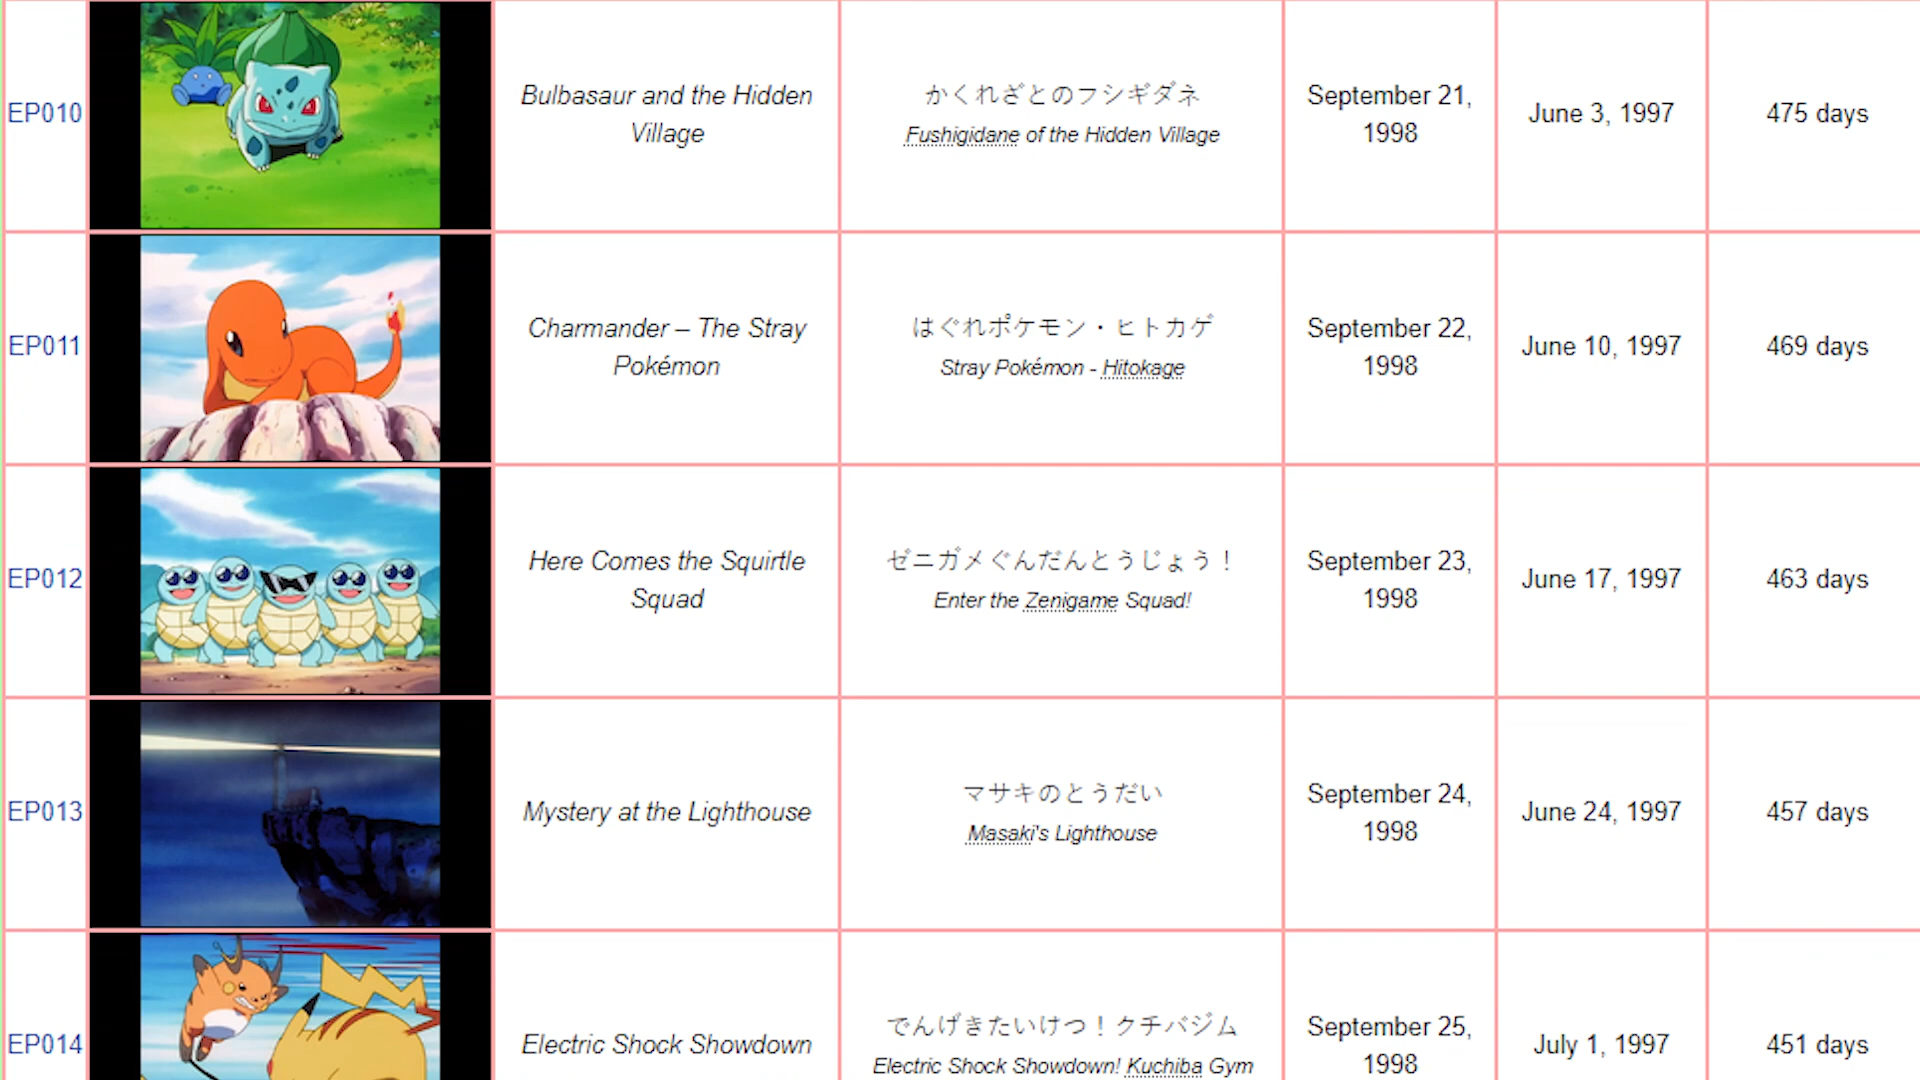 EP010
Bulbasaur and the Hidden
Village
かくれざとのフシギダネ
Fushigidane of the Hidden Village
September 21,
1998
June 3, 1997
475 days
EP011
Charmander – The Stray
Pokémon
はぐれポケモン・ヒトカゲ
Stray Pokémon - Hitokage
September 22,
1998
June 10, 1997
469 days
EP012
Here Comes the Squirtle
Squad
ゼニガメぐんだんとうじょう！
Enter the Zenigame Squad!
September 23,
1998
June 17, 1997
463 days
EP013
Mystery at the Lighthouse
マサキのとうだい
Masaki's Lighthouse
September 24,
1998
June 24, 1997
457 days
EP014
Electric Shock Showdown
でんげきたいけつ！クチバジム
Electric Shock Showdown! Kuchiba Gym
September 25,
1998
July 1, 1997
451 days